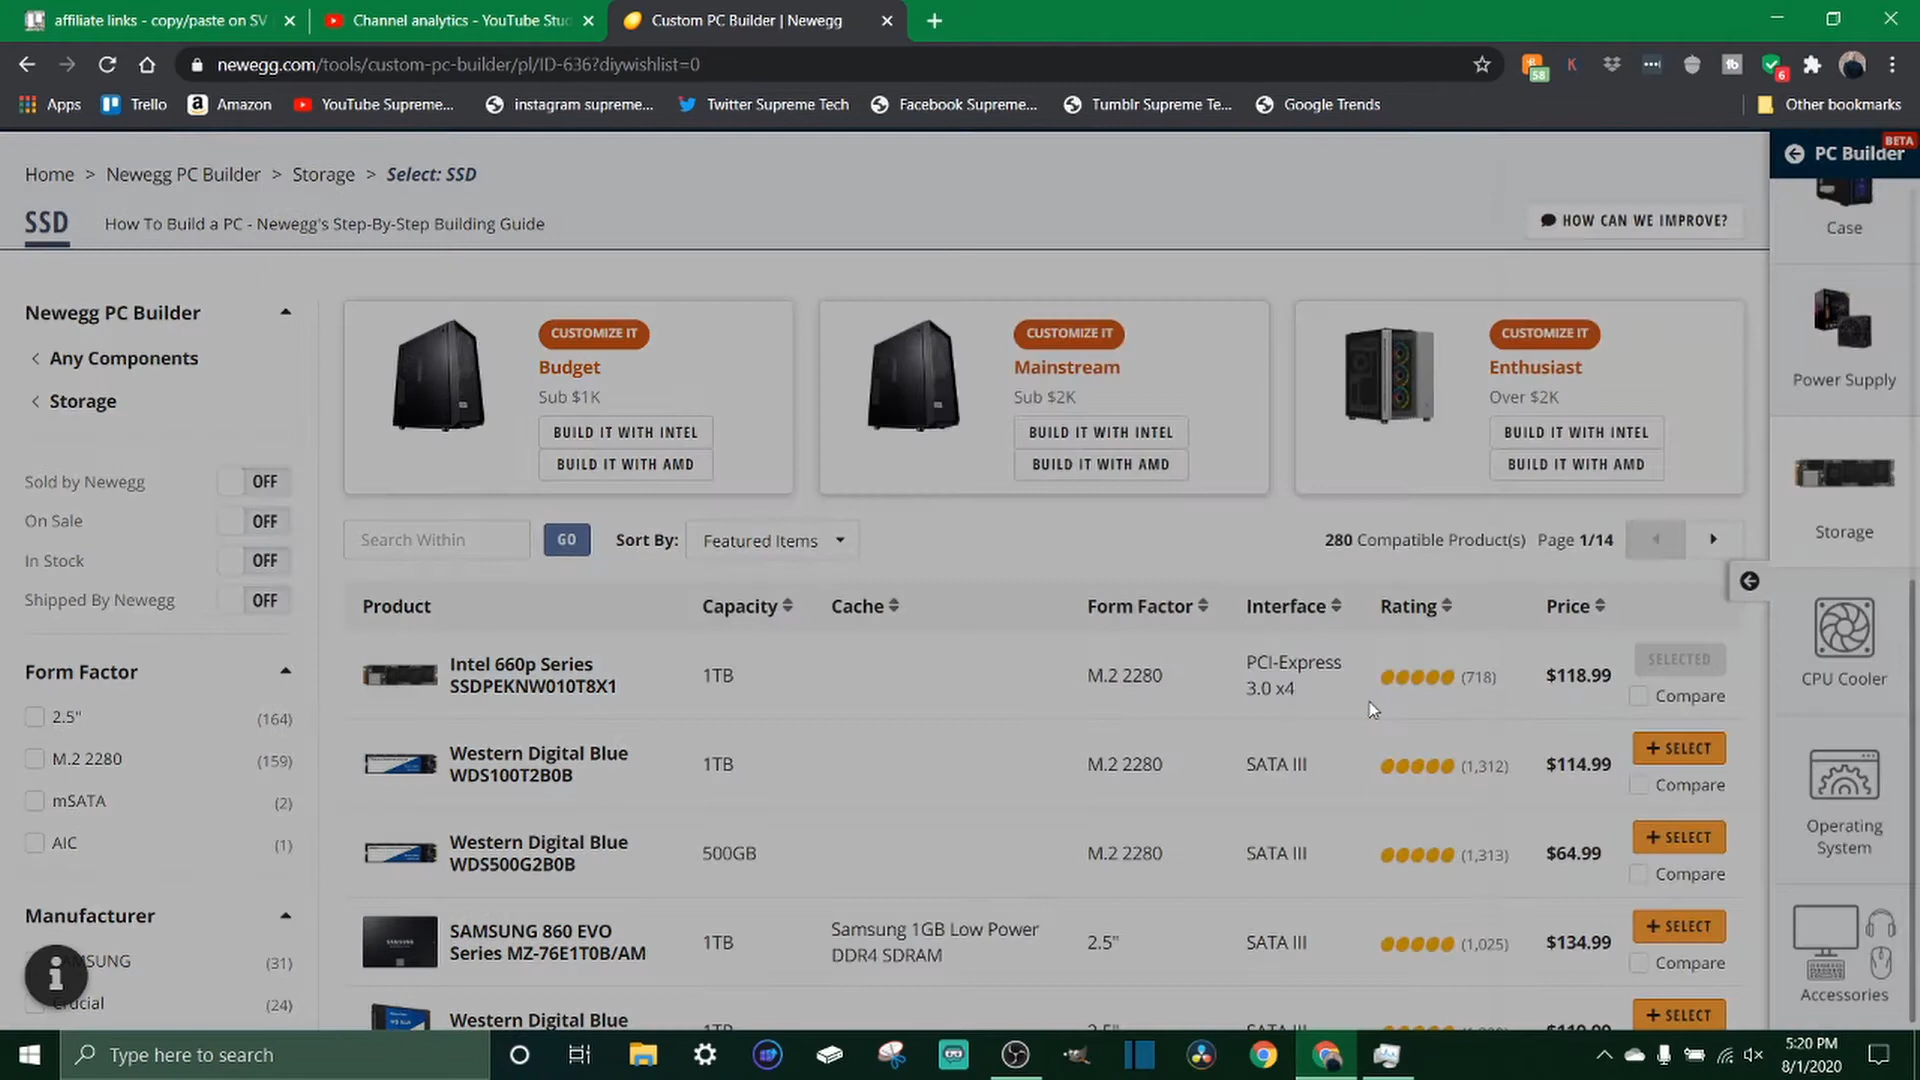 affiliate links - copy/paste on SV
Channel analytics - YouTube Stud
Custom PC Builder | Newegg
newegg.com/tools/custom-pc-builder/pl/ID-636?diywishlist=0
58
6
Apps
Trello
Amazon
YouTube Supreme...
instagram supreme...
Twitter Supreme Tech
Facebook Supreme...
Tumblr Supreme Te...
Google Trends
Other bookmarks
Home > Newegg PC Builder > Storage > Select: SSD
SSD How To Build a PC - Newegg's Step-By-Step Building Guide
HOW CAN WE IMPROVE?
Newegg PC Builder
Any Components
Storage
Sold by Newegg OFF
On Sale OFF
In Stock OFF
Shipped By Newegg OFF
Form Factor
2.5" (164)
M.2 2280 (159)
mSATA (2)
AIC (1)
Manufacturer
(31)
Crucial (24)
CUSTOMIZE IT
Budget
Sub $1K
BUILD IT WITH INTEL
BUILD IT WITH AMD
CUSTOMIZE IT
Mainstream
Sub $2K
BUILD IT WITH INTEL
BUILD IT WITH AMD
CUSTOMIZE IT
Enthusiast
Over $2K
BUILD IT WITH INTEL
BUILD IT WITH AMD
Search Within GO Sort By: Featured Items
280 Compatible Product(s) Page 1/14
Product Capacity Cache Form Factor Interface Rating Price
Intel 660p Series
SSDPEKNW010T8X1
1TB
M.2 2280
PCI-Express
3.0 x4
(718)
$118.99
SELECTED
Compare
Western Digital Blue
WDS100T2B0B
1TB
M.2 2280
SATA III
(1,312)
$114.99
+ SELECT
Compare
Western Digital Blue
WDS500G2B0B
500GB
M.2 2280
SATA III
(1,313)
$64.99
+ SELECT
Compare
SAMSUNG 860 EVO
Series MZ-76E1T0B/AM
1TB
Samsung 1GB Low Power
DDR4 SDRAM
2.5"
SATA III
(1,025)
$134.99
+ SELECT
Compare
Western Digital Blue
+ SELECT
BETA
PC Builder
Case
Power Supply
Storage
CPU Cooler
Operating
System
Accessories
Type here to search
5:20 PM
8/1/2020